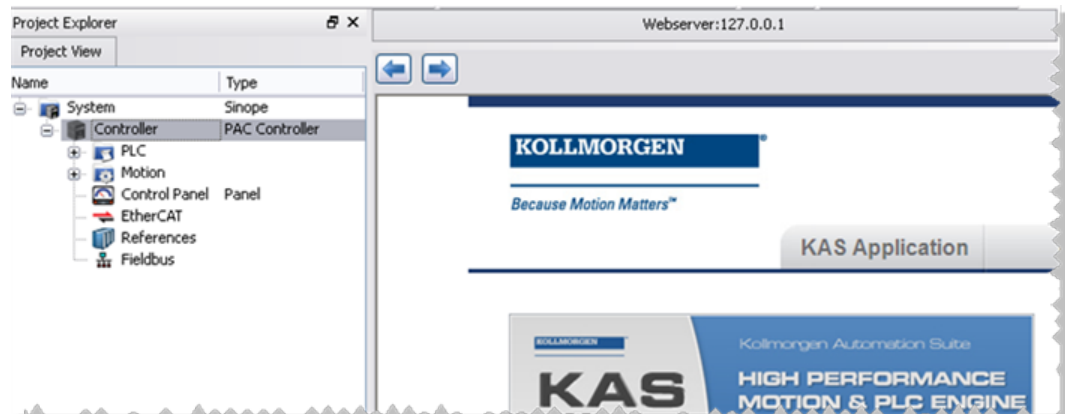 Project Explorer
Webserver:127.0.0.1
Project View
Name Type
System Sinope
Controller PAC Controller
PLC
Motion
Control Panel Panel
EtherCAT
References
Fieldbus
KOLLMORGEN®
Because Motion Matters™
KAS Application
KOLLMORGEN
Kollmorgen Automation Suite
KAS
HIGH PERFORMANCE
MOTION & PLC ENGINE